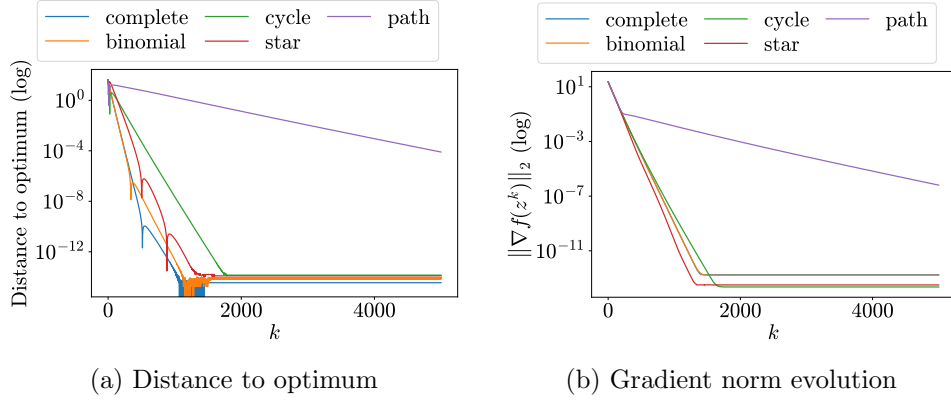 complete cycle path
binomial star
Distance to optimum (log)
10^0
10^{-4}
10^{-8}
10^{-12}
0 2000 4000
k
(a) Distance to optimum
complete cycle path
binomial star
||∇f(z^k)||_2 (log)
10^1
10^{-3}
10^{-7}
10^{-11}
0 2000 4000
k
(b) Gradient norm evolution